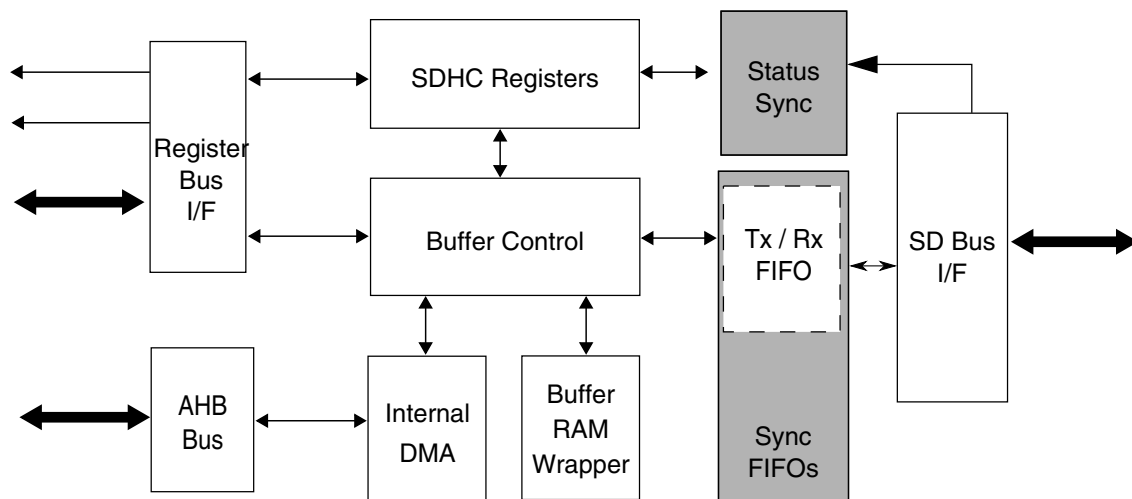 SDHC Registers
Status
Sync
Register
Bus
I/F
Buffer Control
Tx / Rx
FIFO
SD Bus
I/F
AHB
Bus
Internal
DMA
Buffer
RAM
Wrapper
Sync
FIFOs